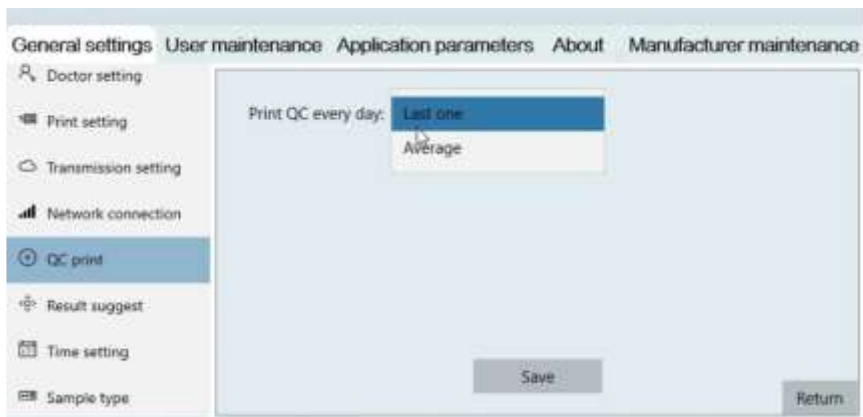 General settings User maintenance Application parameters About Manufacturer maintenance
Doctor setting
Print setting
Transmission setting
Network connection
QC print
Result suggest
Time setting
Sample type
Print QC every day: Last one
Average
Save
Return